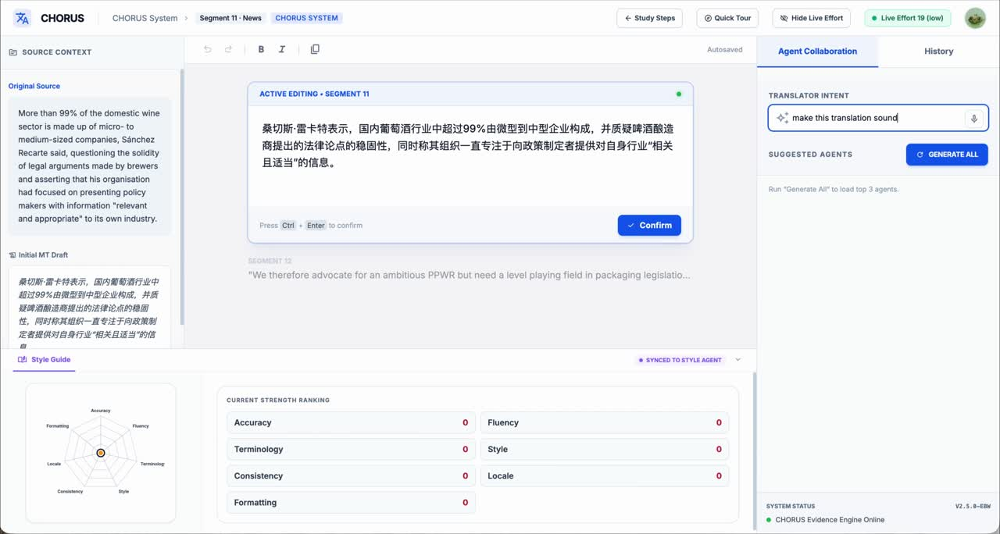 CHORUS
CHORUS System
Segment 11 · News
CHORUS SYSTEM
Study Steps
Quick Tour
Hide Live Effort
Live Effort 19 (low)
SOURCE CONTEXT
Original Source
More than 99% of the domestic wine
sector is made up of micro- to
medium-sized companies, Sánchez
Recarte said, questioning the solidity
of legal arguments made by brewers
and asserting that his organisation
had focused on presenting policy
makers with information "relevant
and appropriate" to its own industry.
Initial MT Draft
桑切斯·雷卡特表示，国内葡萄酒行业中
超过99%由微型到中型企业构成，并质
疑啤酒酿造商提出的法律论点的稳固
性，同时称其组织一直专注于向政策制
定者提供对自身行业“相关且适当”的信
息
B
I
Autosaved
ACTIVE EDITING • SEGMENT 11
桑切斯·雷卡特表示，国内葡萄酒行业中超过99%由微型到中型企业构成，并质疑啤酒酿造
商提出的法律论点的稳固性，同时称其组织一直专注于向政策制定者提供对自身行业“相关
且适当”的信息。
Press Ctrl + Enter to confirm
Confirm
SEGMENT 12
"We therefore advocate for an ambitious PPWR but need a level playing field in packaging legislatio...
Agent Collaboration
History
TRANSLATOR INTENT
make this translation sound
SUGGESTED AGENTS
GENERATE ALL
Run "Generate All" to load top 3 agents.
Style Guide
SYNCED TO STYLE AGENT
Accuracy
Fluency
Terminology
Style
Consistency
Locale
Formatting
CURRENT STRENGTH RANKING
Accuracy 0
Fluency 0
Terminology 0
Style 0
Consistency 0
Locale 0
Formatting 0
SYSTEM STATUS
V2.5.0-EBW
CHORUS Evidence Engine Online